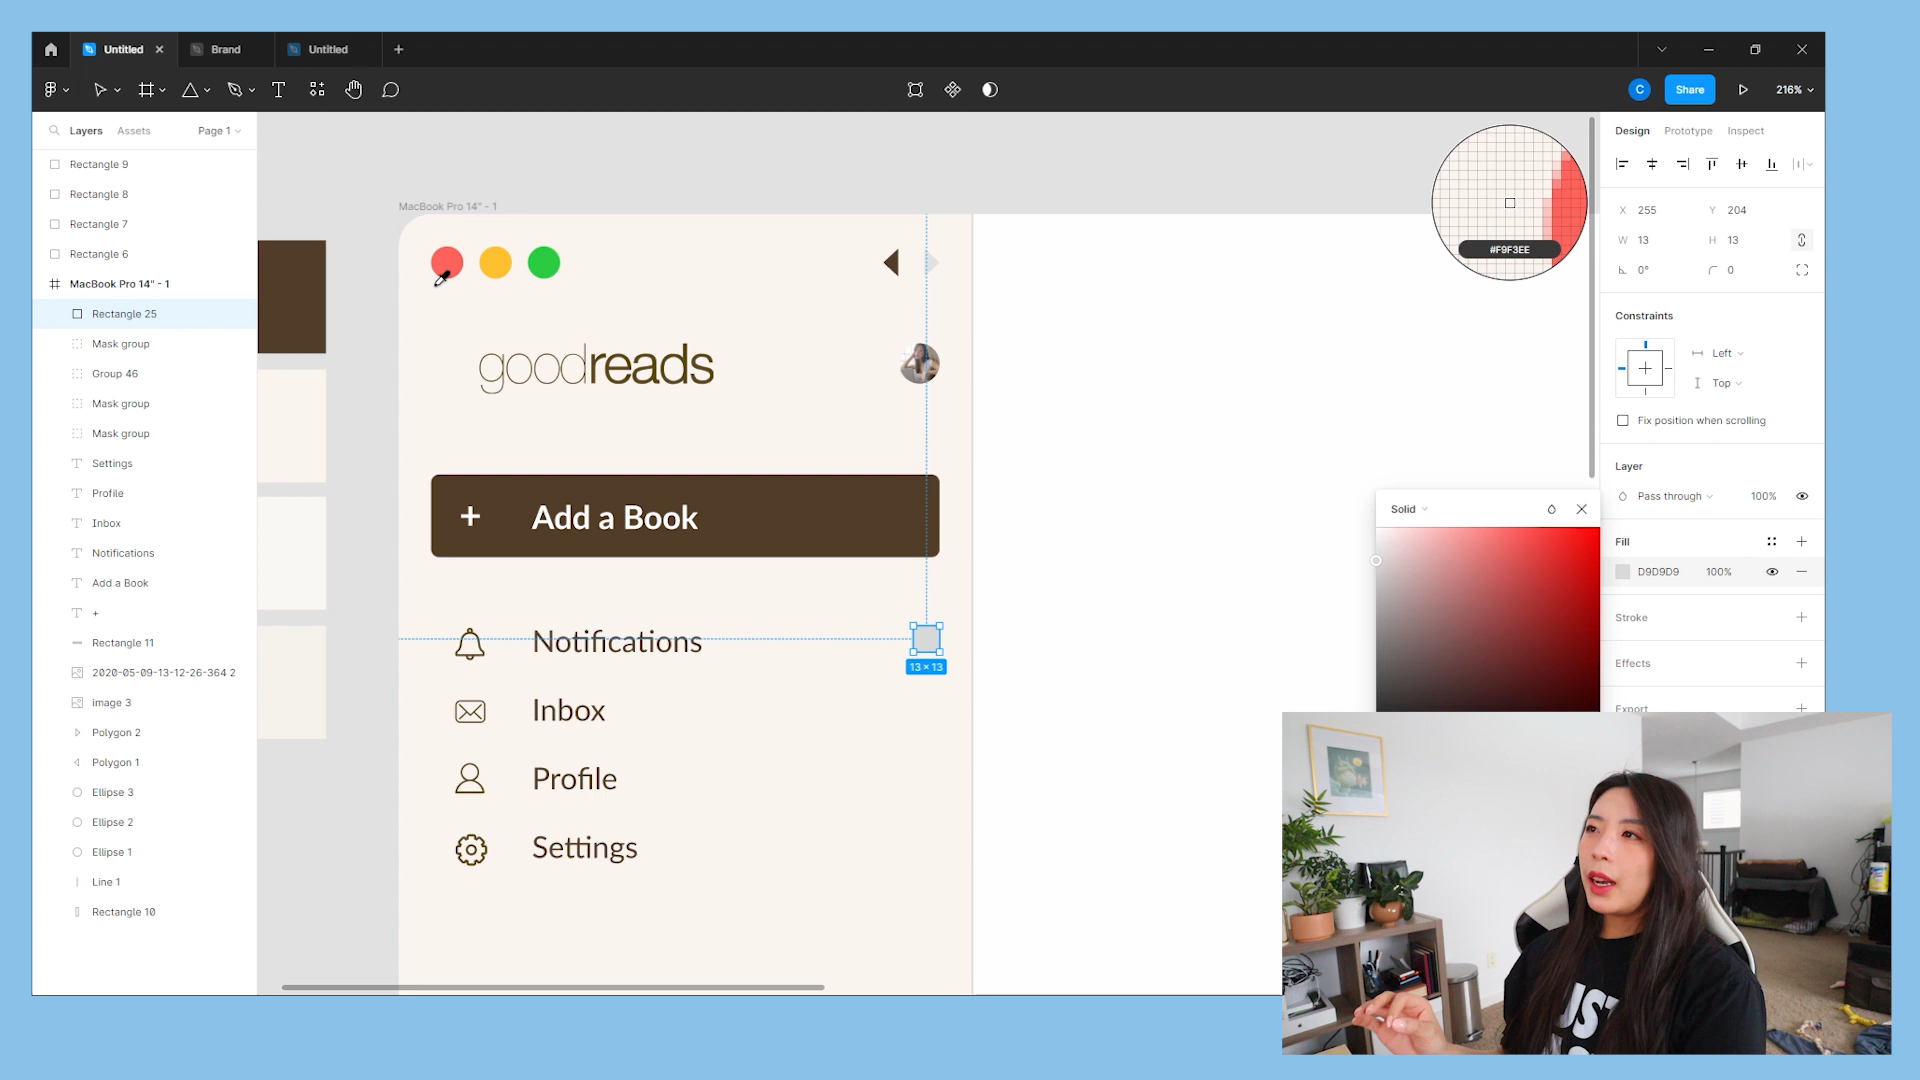 Untitled
Brand
Untitled
C
Share
216%
Layers
Assets
Page 1
Design
Prototype
Inspect
Rectangle 9
Rectangle 8
Rectangle 7
Rectangle 6
MacBook Pro 14" - 1
Rectangle 25
Mask group
Group 46
Mask group
Mask group
Settings
Profile
Inbox
Notifications
Add a Book
+
Rectangle 11
2020-05-09-13-12-26-364 2
image 3
Polygon 2
Polygon 1
Ellipse 3
Ellipse 2
Ellipse 1
Line 1
Rectangle 10
MacBook Pro 14" - 1
goodreads
+ Add a Book
Notifications
13 × 13
Inbox
Profile
Settings
#F9F3EE
X 255
Y 204
W 13
H 13
0°
0
Constraints
Left
Top
Fix position when scrolling
Layer
Pass through
100%
Solid
Fill
D9D9D9
100%
Stroke
Effects
Export